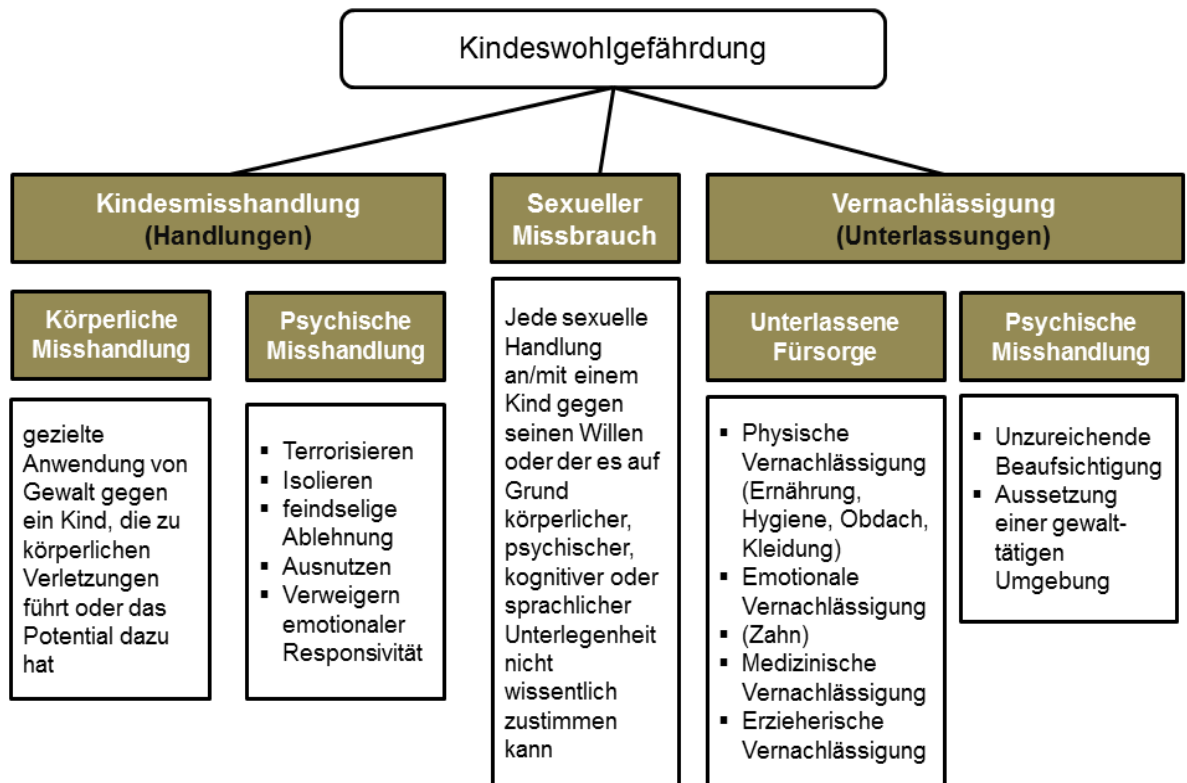 Kindeswohlgefährdung
Kindesmisshandlung
(Handlungen)
Körperliche
Misshandlung
gezielte
Anwendung von
Gewalt gegen
ein Kind, die zu
körperlichen
Verletzungen
führt oder das
Potential dazu
hat
Psychische
Misshandlung
▪ Terrorisieren
▪ Isolieren
▪ feindselige
Ablehnung
▪ Ausnutzen
▪ Verweigern
emotionaler
Responsivität
Sexueller
Missbrauch
Jede sexuelle
Handlung
an/mit einem
Kind gegen
seinen Willen
oder der es auf
Grund
körperlicher,
psychischer,
kognitiver oder
sprachlicher
Unterlegenheit
nicht
wissentlich
zustimmen
kann
Vernachlässigung
(Unterlassungen)
Unterlassene
Fürsorge
▪ Physische
Vernachlässigung
(Ernährung,
Hygiene, Obdach,
Kleidung)
▪ Emotionale
Vernachlässigung
▪ (Zahn)
▪ Medizinische
Vernachlässigung
▪ Erzieherische
Vernachlässigung
Psychische
Misshandlung
▪ Unzureichende
Beaufsichtigung
▪ Aussetzung
einer gewalt-
tätigen
Umgebung